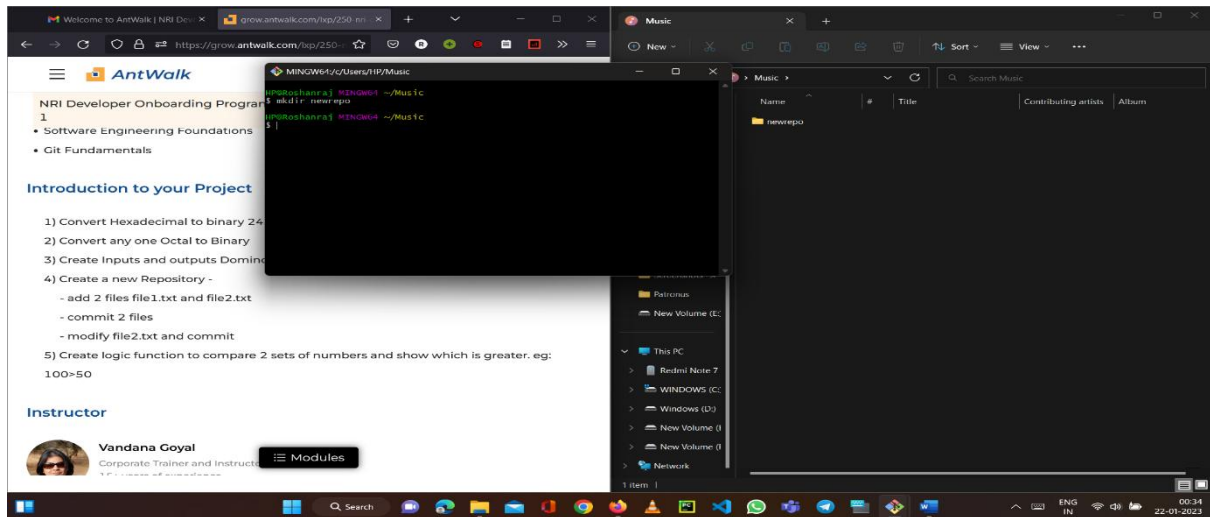 Welcome to AntWalk | NRI Dev
grow.antwalk.com/lxp/250-nri-
https://grow.antwalk.com/lxp/250-
AntWalk
NRI Developer Onboarding Program
1
• Software Engineering Foundations
• Git Fundamentals
Introduction to your Project
1) Convert Hexadecimal to binary 24
2) Convert any one Octal to Binary
3) Create Inputs and outputs Domino
4) Create a new Repository -
- add 2 files file1.txt and file2.txt
- commit 2 files
- modify file2.txt and commit
5) Create logic function to compare 2 sets of numbers and show which is greater. eg:
100>50
Instructor
Vandana Goyal
Corporate Trainer and Instructo
Modules
MINGW64:/c/Users/HP/Music
HP@Roshanraj MINGW64 ~/Music
$ mkdir newrepo
HP@Roshanraj MINGW64 ~/Music
$
Music
New
Sort
View
Music
Search Music
Name
#
Title
Contributing artists
Album
newrepo
Patronus
New Volume (E:
This PC
Redmi Note 7
WINDOWS (C:
Windows (D:)
New Volume (
New Volume (
Network
1 item
Search
ENG
IN
00:34
22-01-2023